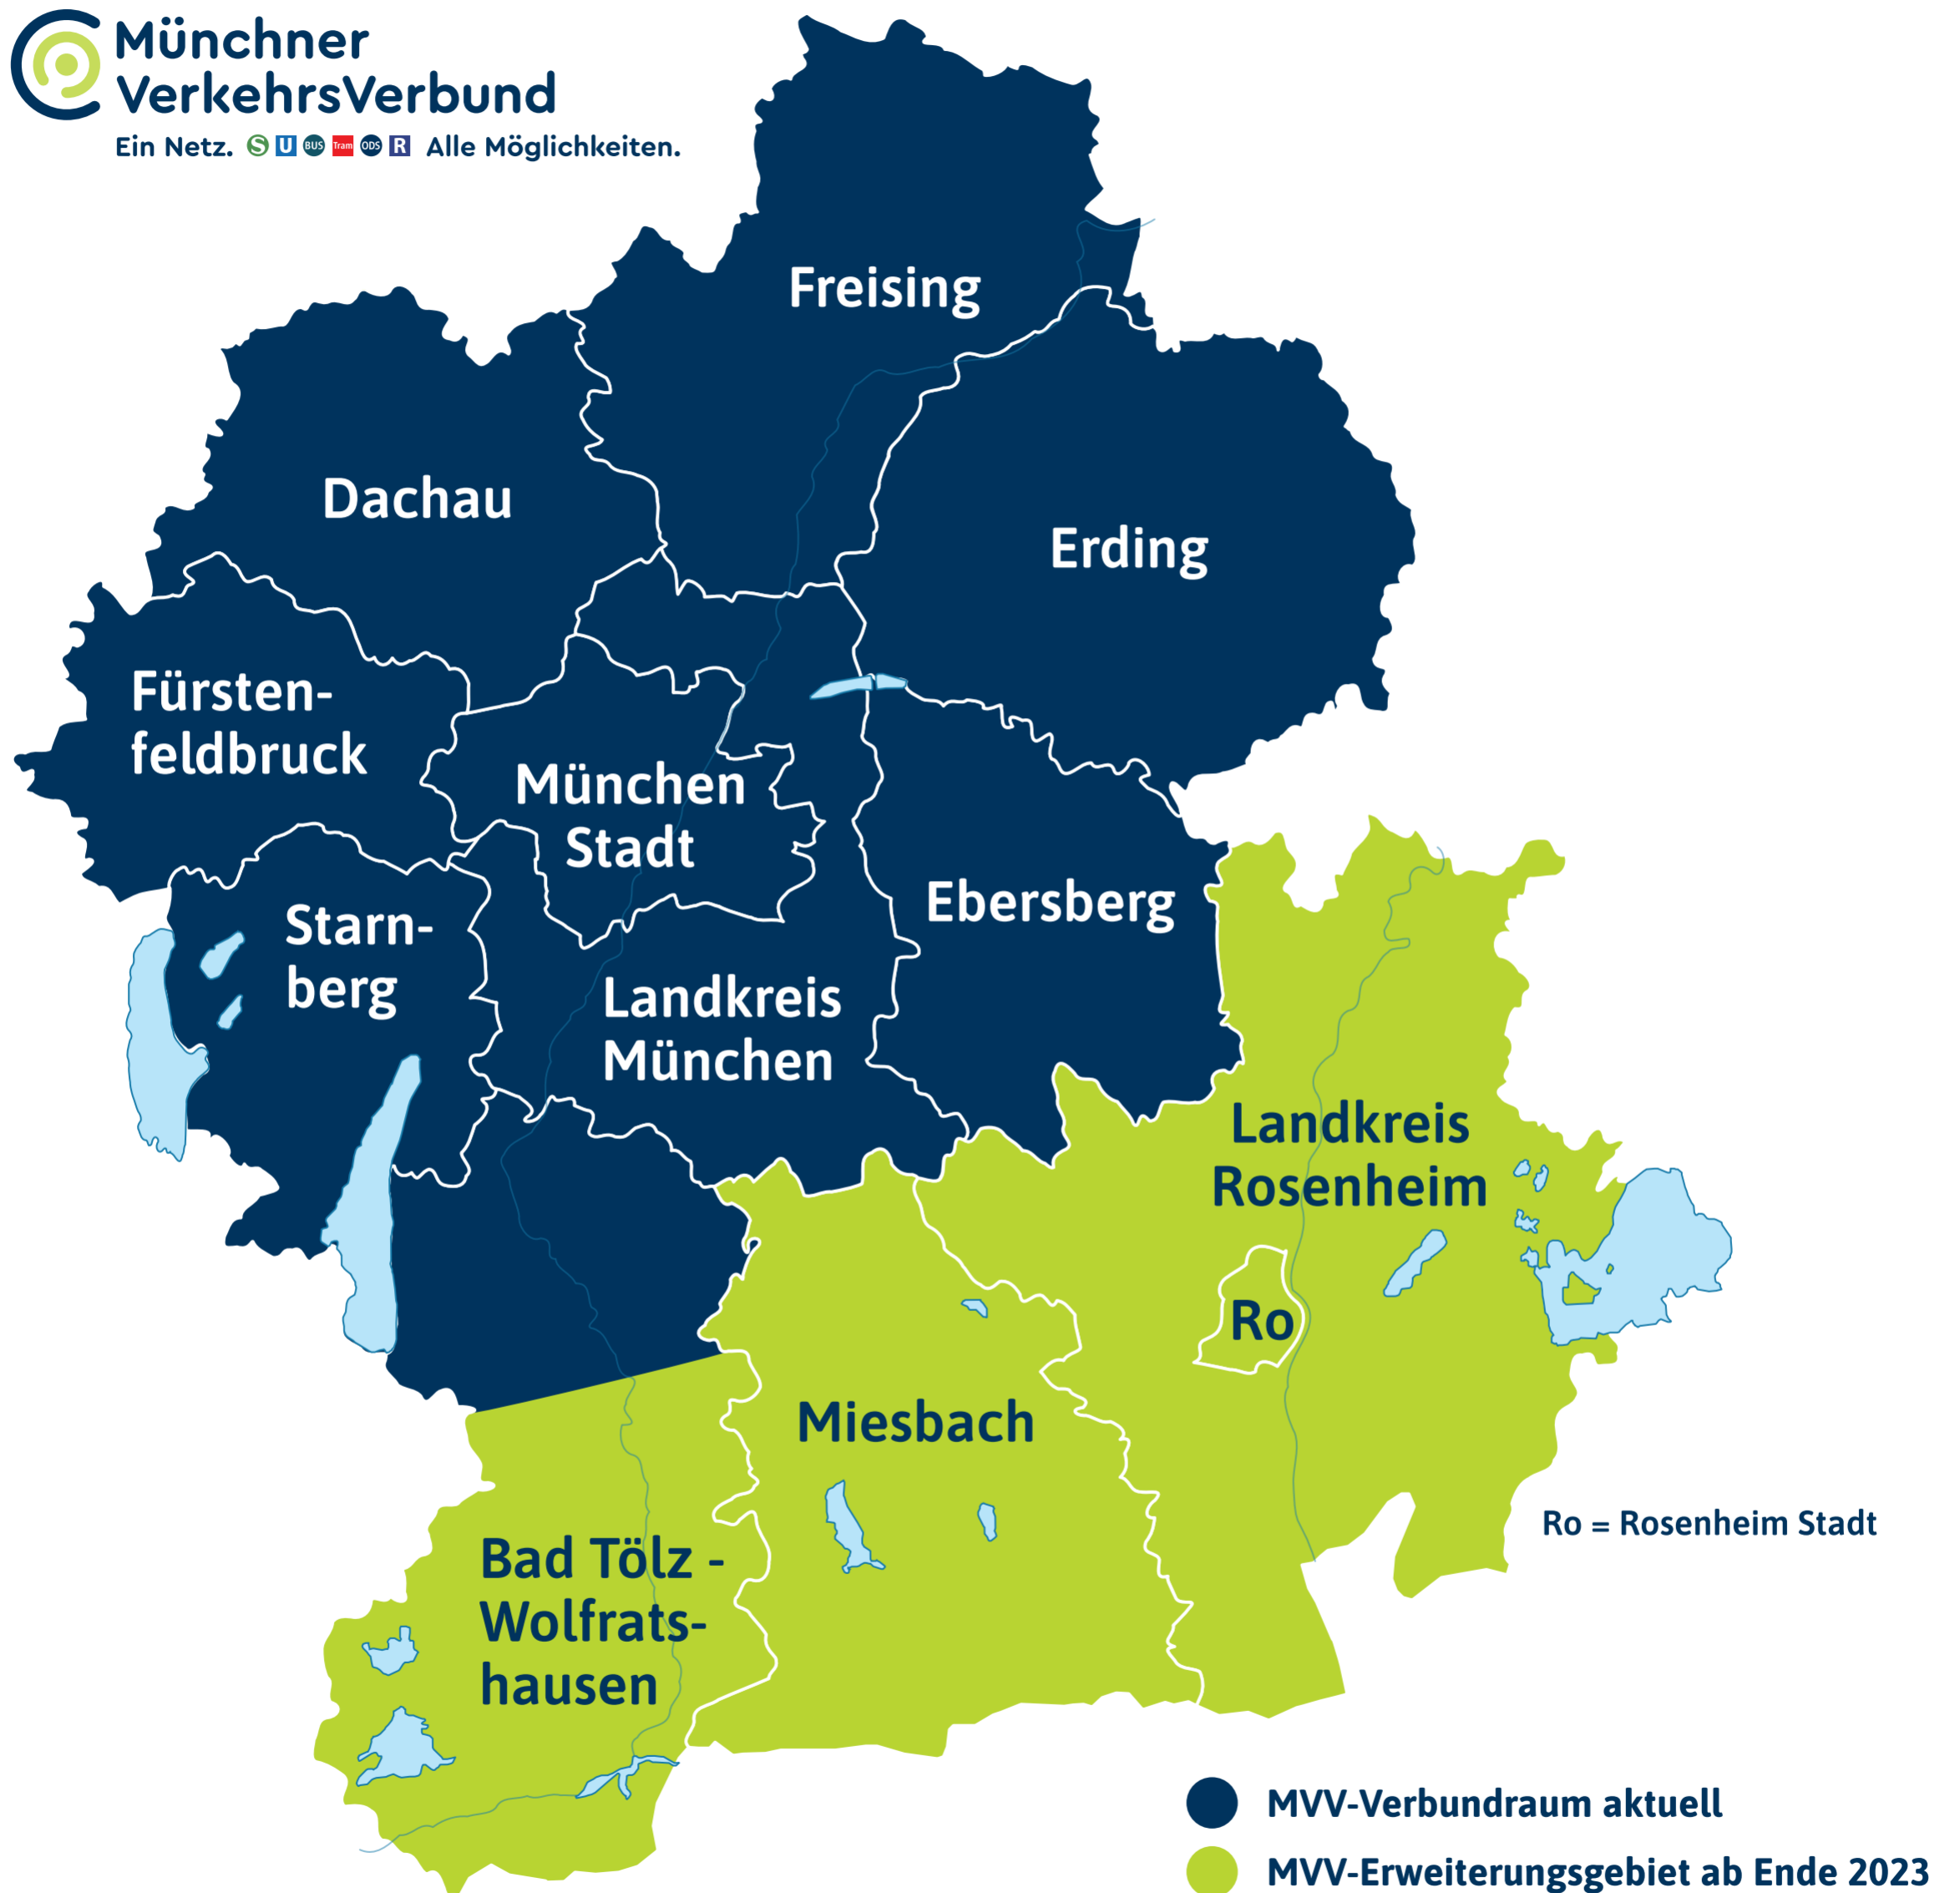 Münchner
VerkehrsVerbund
Ein Netz. S U BUS Tram ODS R Alle Möglichkeiten.
Freising
Dachau
Erding
Fürsten-
feldbruck
München
Stadt
Ebersberg
Starn-
berg
Landkreis
München
Landkreis
Rosenheim
Ro
Miesbach
Ro = Rosenheim Stadt
Bad Tölz -
Wolfrats-
hausen
MVV-Verbundraum aktuell
MVV-Erweiterungsgebiet ab Ende 2023